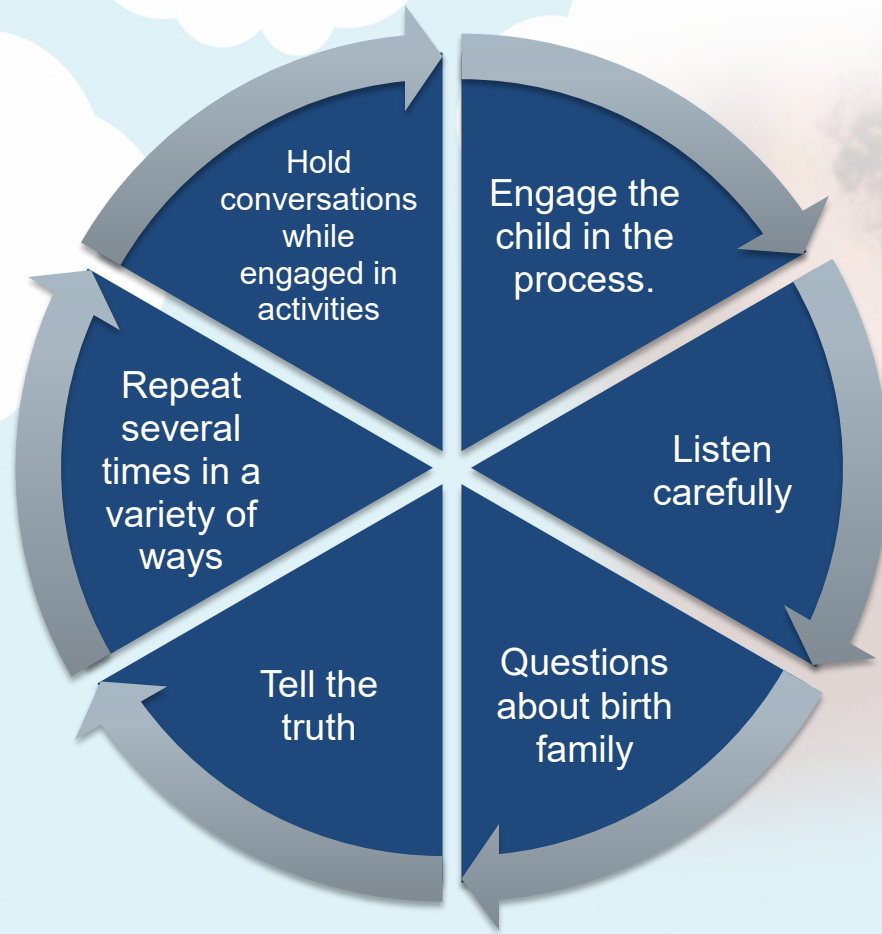 Engage the
child in the
process.
Listen
carefully
Questions
about birth
family
Tell the
truth
Repeat
several
times in a
variety of
ways
Hold
conversations
while
engaged in
activities